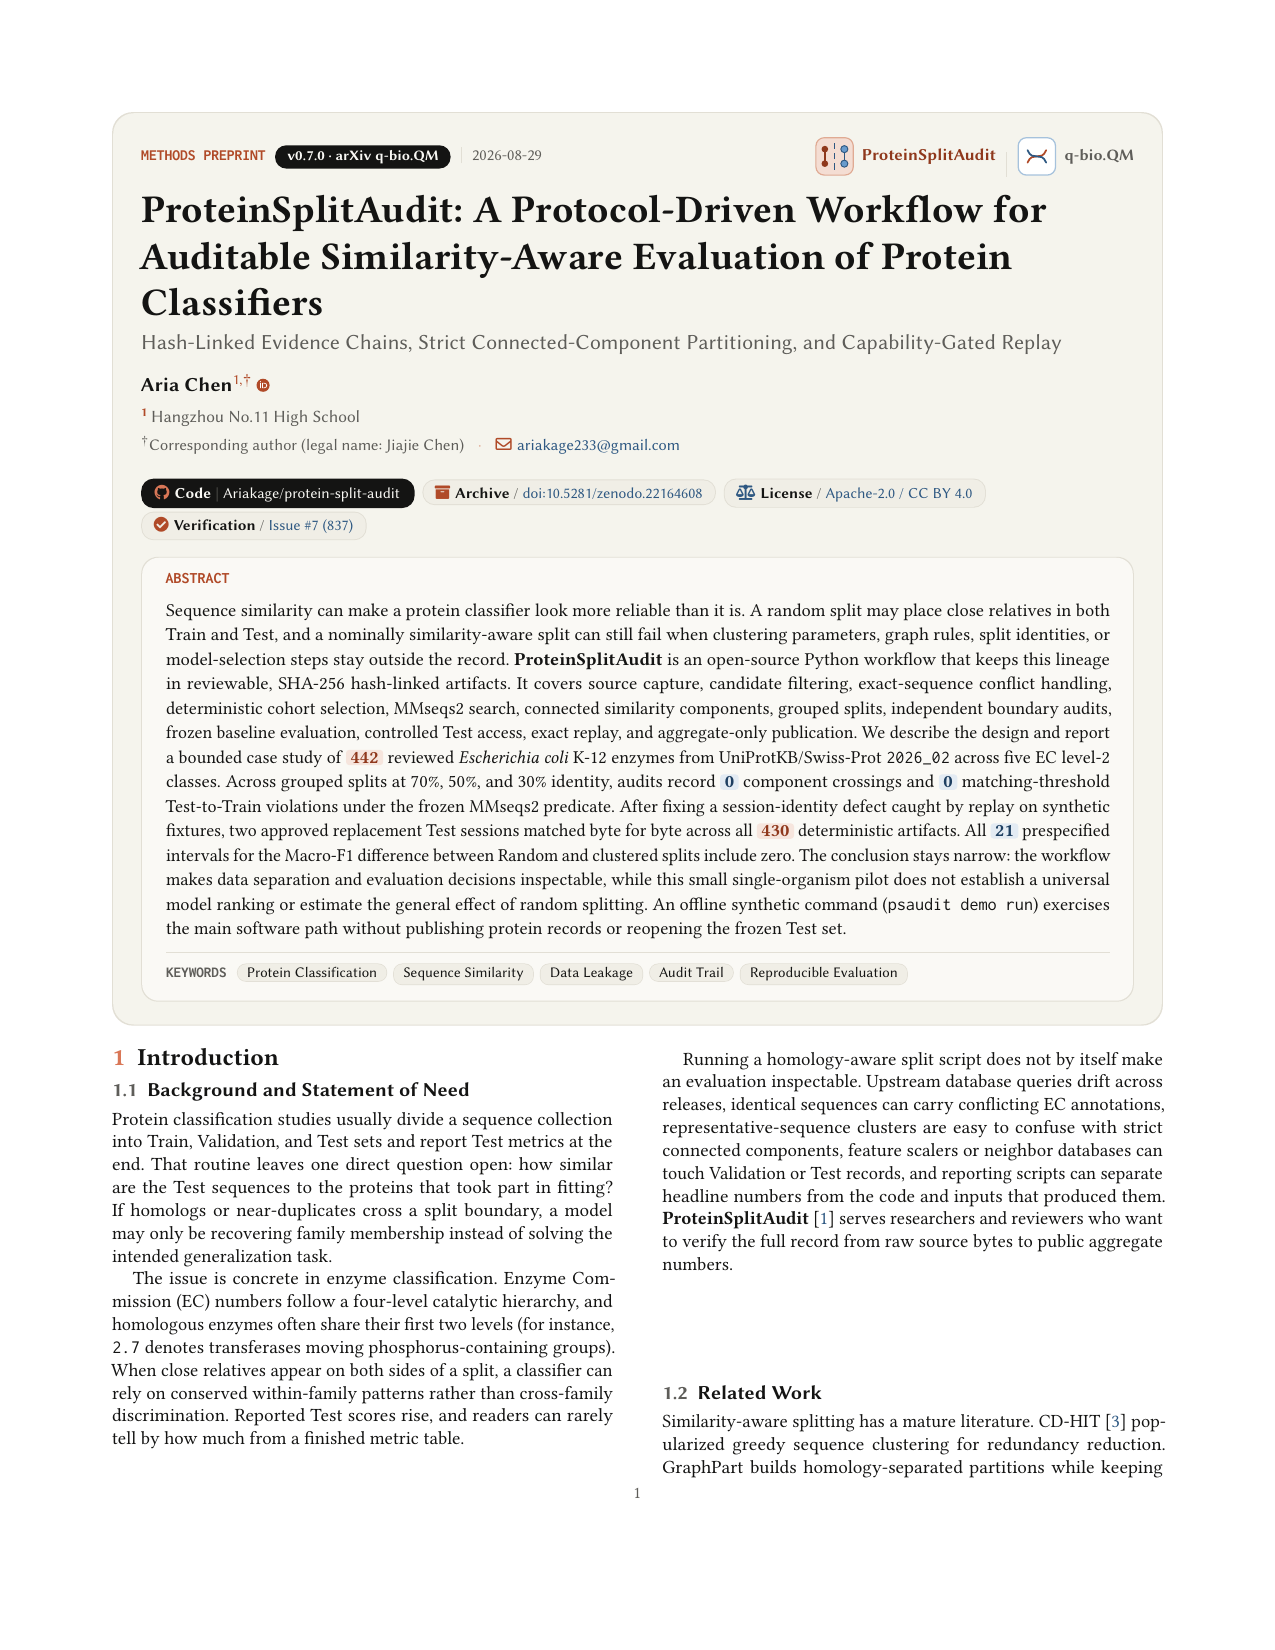 METHODS PREPRINT v0.7.0 · arXiv q-bio.QM 2026-08-29 ProteinSplitAudit q-bio.QM
ProteinSplitAudit: A Protocol-Driven Workflow for
Auditable Similarity-Aware Evaluation of Protein
Classifiers
Hash-Linked Evidence Chains, Strict Connected-Component Partitioning, and Capability-Gated Replay
Aria Chen1,† iD
1 Hangzhou No.11 High School
†Corresponding author (legal name: Jiajie Chen) · ariakage233@gmail.com
Code | Ariakage/protein-split-audit Archive / doi:10.5281/zenodo.22164608 License / Apache-2.0 / CC BY 4.0
Verification / Issue #7 (837)
ABSTRACT
Sequence similarity can make a protein classifier look more reliable than it is. A random split may place close relatives in both
Train and Test, and a nominally similarity-aware split can still fail when clustering parameters, graph rules, split identities, or
model-selection steps stay outside the record. ProteinSplitAudit is an open-source Python workflow that keeps this lineage
in reviewable, SHA-256 hash-linked artifacts. It covers source capture, candidate filtering, exact-sequence conflict handling,
deterministic cohort selection, MMseqs2 search, connected similarity components, grouped splits, independent boundary audits,
frozen baseline evaluation, controlled Test access, exact replay, and aggregate-only publication. We describe the design and report
a bounded case study of 442 reviewed Escherichia coli K-12 enzymes from UniProtKB/Swiss-Prot 2026_02 across five EC level-2
classes. Across grouped splits at 70%, 50%, and 30% identity, audits record 0 component crossings and 0 matching-threshold
Test-to-Train violations under the frozen MMseqs2 predicate. After fixing a session-identity defect caught by replay on synthetic
fixtures, two approved replacement Test sessions matched byte for byte across all 430 deterministic artifacts. All 21 prespecified
intervals for the Macro-F1 difference between Random and clustered splits include zero. The conclusion stays narrow: the workflow
makes data separation and evaluation decisions inspectable, while this small single-organism pilot does not establish a universal
model ranking or estimate the general effect of random splitting. An offline synthetic command (psaudit demo run) exercises
the main software path without publishing protein records or reopening the frozen Test set.
KEYWORDS Protein Classification Sequence Similarity Data Leakage Audit Trail Reproducible Evaluation
1 Introduction
1.1 Background and Statement of Need
Protein classification studies usually divide a sequence collection
into Train, Validation, and Test sets and report Test metrics at the
end. That routine leaves one direct question open: how similar
are the Test sequences to the proteins that took part in fitting?
If homologs or near-duplicates cross a split boundary, a model
may only be recovering family membership instead of solving the
intended generalization task.
The issue is concrete in enzyme classification. Enzyme Com-
mission (EC) numbers follow a four-level catalytic hierarchy, and
homologous enzymes often share their first two levels (for instance,
2.7 denotes transferases moving phosphorus-containing groups).
When close relatives appear on both sides of a split, a classifier can
rely on conserved within-family patterns rather than cross-family
discrimination. Reported Test scores rise, and readers can rarely
tell by how much from a finished metric table.
Running a homology-aware split script does not by itself make
an evaluation inspectable. Upstream database queries drift across
releases, identical sequences can carry conflicting EC annotations,
representative-sequence clusters are easy to confuse with strict
connected components, feature scalers or neighbor databases can
touch Validation or Test records, and reporting scripts can separate
headline numbers from the code and inputs that produced them.
ProteinSplitAudit [1] serves researchers and reviewers who want
to verify the full record from raw source bytes to public aggregate
numbers.
1.2 Related Work
Similarity-aware splitting has a mature literature. CD-HIT [3] pop-
ularized greedy sequence clustering for redundancy reduction.
GraphPart builds homology-separated partitions while keeping
1